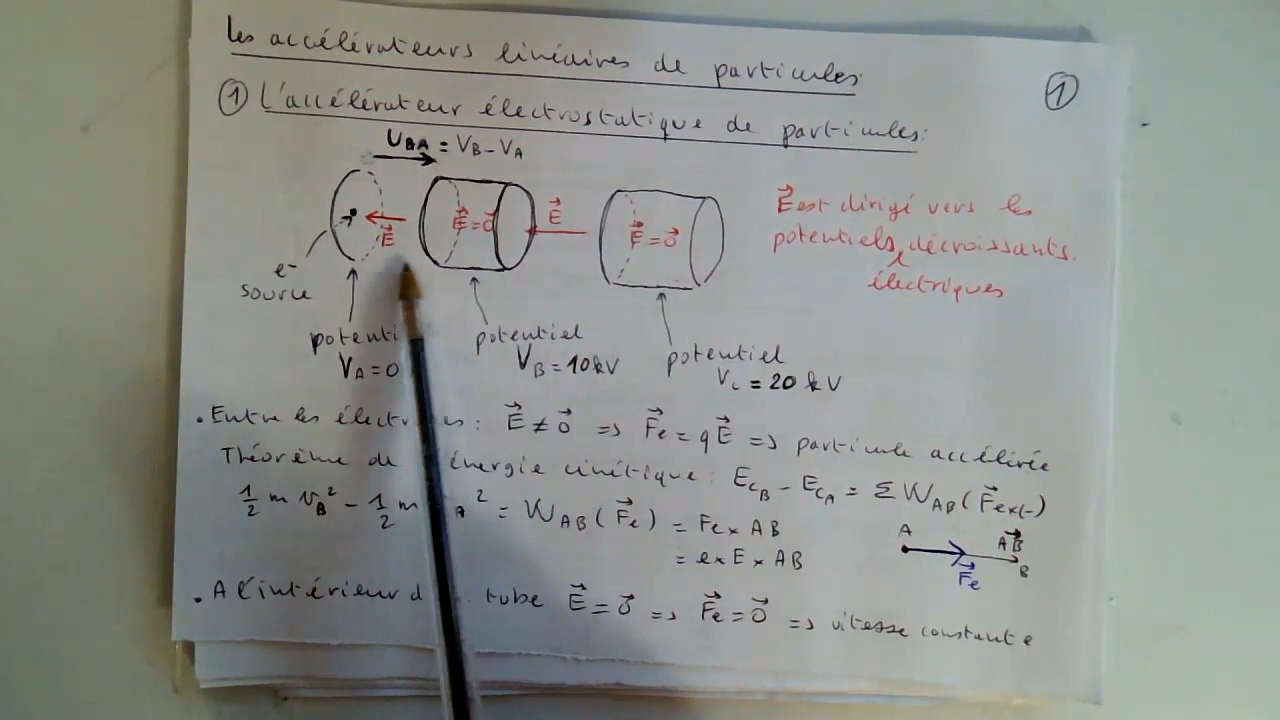 les accélérateurs linéaires de particules
①
① L'accélérateur électrostatique de particules:
U_BA = V_B - V_A
E⃗
E⃗ = 0⃗
E⃗
E⃗ = 0⃗
E⃗ est dirigé vers les
potentiels décroissants.
électriques
e⁻
source
potenti
V_A = 0
potentiel
V_B = 10 kV
potentiel
V_C = 20 kV
. Entre les électr es: E⃗ ≠ 0⃗ => F⃗e = qE⃗ => particule accélérée
Théorème de énergie cinétique: E_CB - E_CA = Σ W_AB (F⃗ext)
1/2 m v_B² - 1/2 m _A² = W_AB (F⃗e) = Fe × AB
= e × E × AB
A
AB⃗
B
F⃗e
. A l'intérieur d tube E⃗ = 0⃗ => F⃗e = 0⃗ => vitesse constante